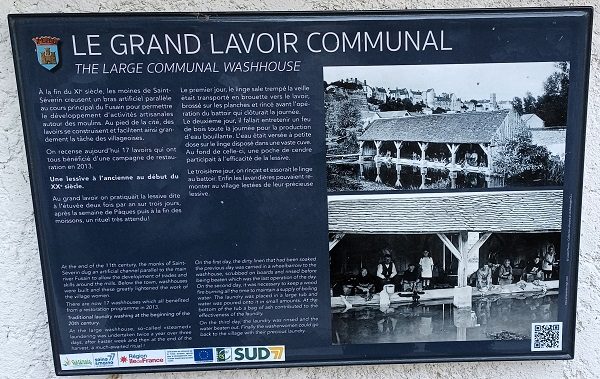 LE GRAND LAVOIR COMMUNAL
THE LARGE COMMUNAL WASHHOUSE
À la fin du XIe siècle, les moines de Saint-
Séverin creusent un bras artificiel parallèle
au cours principal du Fusain pour permettre
le développement d'activités artisanales
autour des moulins. Au pied de la cité, des
lavoirs se construisent et facilitent ainsi gran-
dement la tâche des villageoises.
On recense aujourd'hui 17 lavoirs qui ont
tous bénéficié d'une campagne de restau-
ration en 2013.
Une lessive à l'ancienne au début du
XXe siècle.
Au grand lavoir on pratiquait la lessive dite
à l'étuvée deux fois par an sur trois jours,
après la semaine de Pâques puis à la fin des
moissons, un rituel très attendu!
Le premier jour, le linge sale trempé la veille
était transporté en brouette vers le lavoir,
brossé sur les planches et rincé avant l'opé-
ration du battoir qui clôturait la journée.
Le deuxième jour, il fallait entretenir un feu
de bois toute la journée pour la production
d'eau bouillante. L'eau était versée à petite
dose sur le linge disposé dans une vaste cuve.
Au fond de celle-ci, une poche de cendre
participait à l'efficacité de la lessive.
Le troisième jour, on rinçait et essorait le linge
au battoir. Enfin les lavandières pouvaient re-
monter au village lestées de leur précieuse
lessive.
At the end of the 11th century, the monks of Saint-
Séverin dug an artificial channel parallel to the main
river Fusain to allow the development of trades and
skills around the mills. Below the town, washhouses
were built and these greatly lightened the work of
the village women.
There are now 17 washhouses which all benefited
from a restoration programme in 2013.
Traditional laundry washing at the beginning of the
20th century.
At the large washhouse, so-called «steamed»
laundering was undertaken twice a year over three
days, after Easter week and then at the end of the
harvest, a much-awaited ritual!
On the first day, the dirty linen that had been soaked
the previous day was carried in a wheelbarrow to the
washhouse, scrubbed on boards and rinsed before
being beaten which was the last operation of the day.
On the second day, it was necessary to keep a wood
fire burning all the time to maintain a supply of boiling
water. The laundry was placed in a large tub and
water was poured onto it in small amounts. At the
bottom of the tub a bag of ash contributed to the
effectiveness of the laundry.
On the third day, the laundry was rinsed and the
water beaten out. Finally the washerwomen could go
back to the village with their precious laundry.
seine & marne
Région
île de France
SUD 77